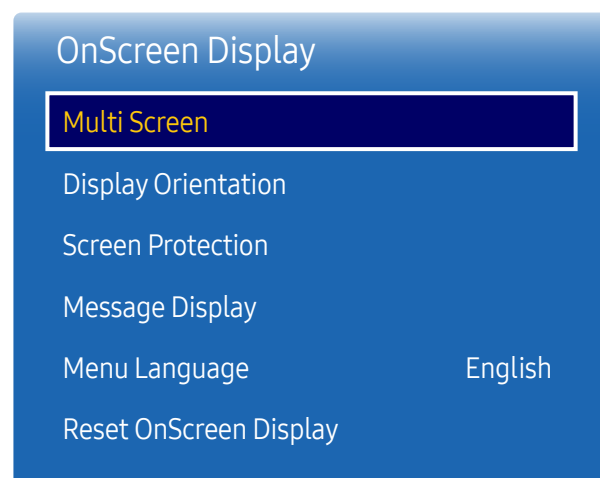 OnScreen Display
Multi Screen
Display Orientation
Screen Protection
Message Display
Menu Language English
Reset OnScreen Display